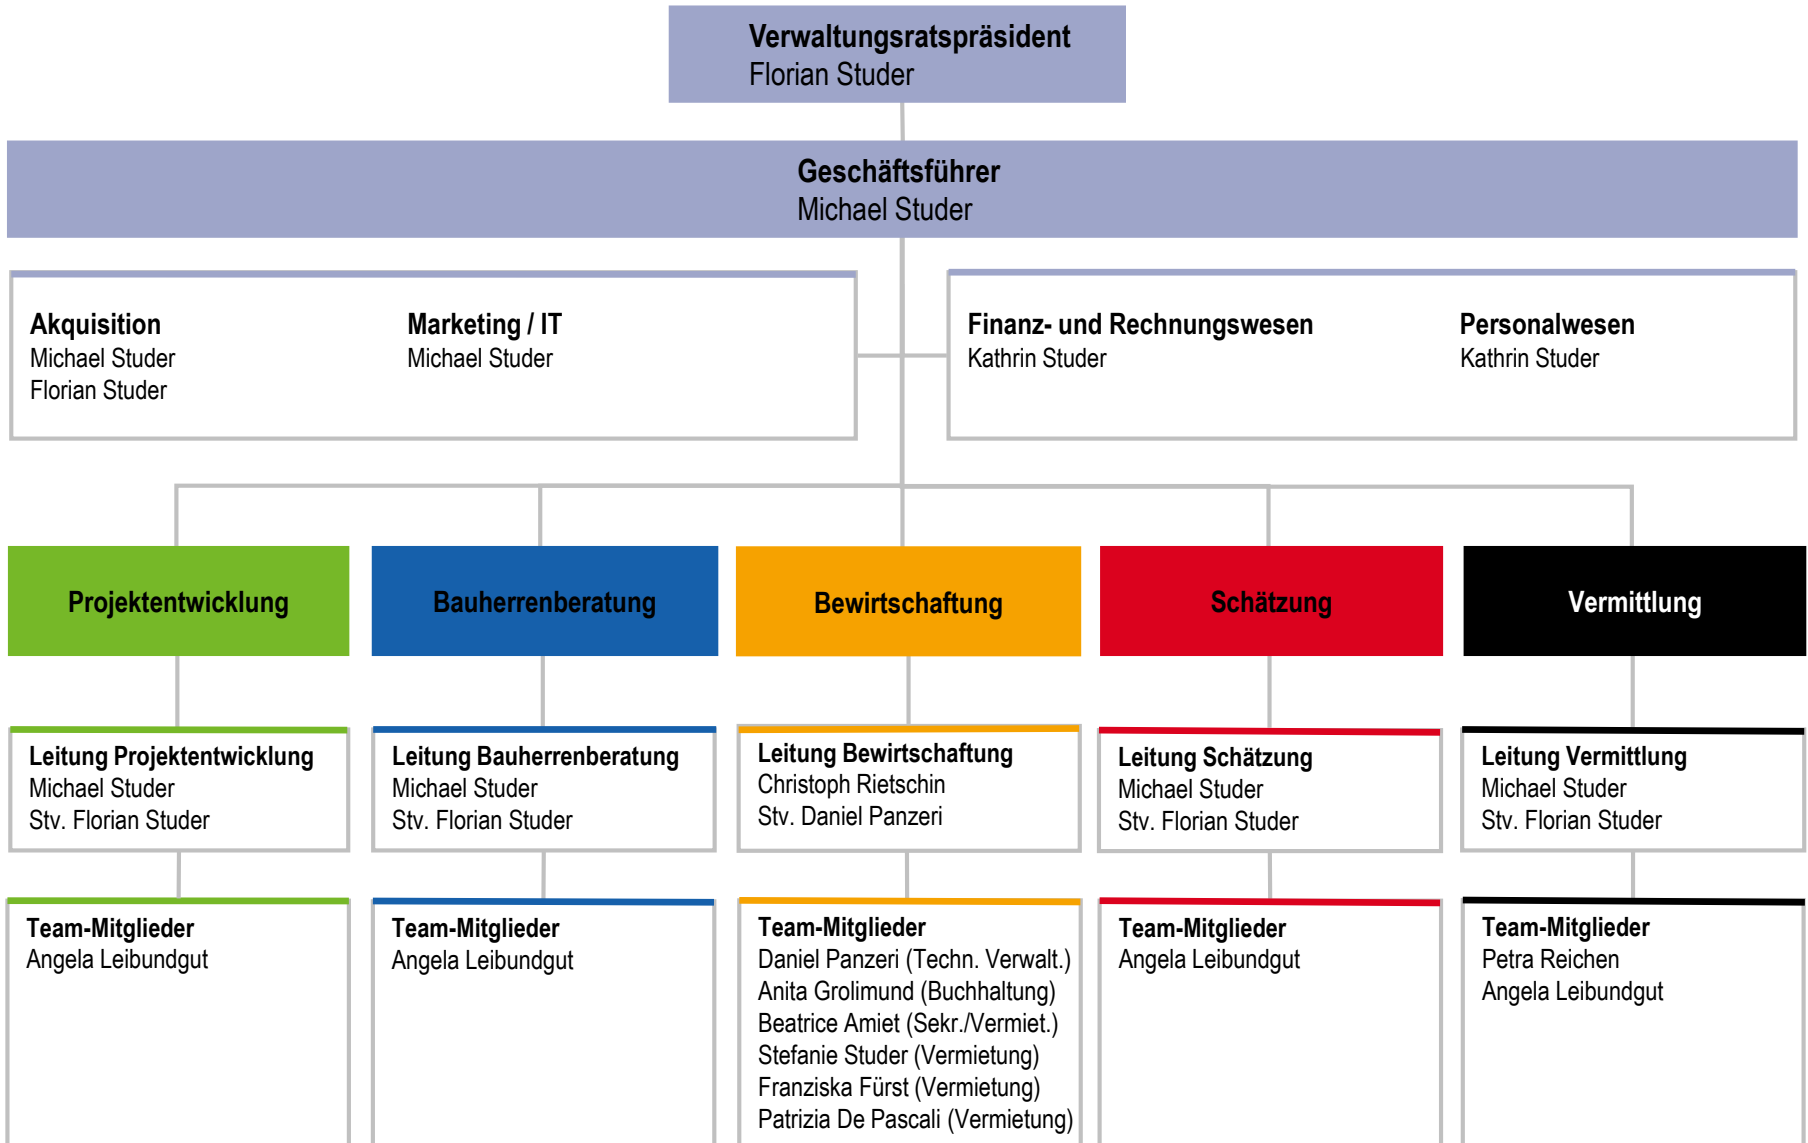 Verwaltungsratspräsident
Florian Studer
Geschäftsführer
Michael Studer
Akquisition
Michael Studer
Florian Studer
Marketing / IT
Michael Studer
Finanz- und Rechnungswesen
Kathrin Studer
Personalwesen
Kathrin Studer
Projektentwicklung
Bauherrenberatung
Bewirtschaftung
Schätzung
Vermittlung
Leitung Projektentwicklung
Michael Studer
Stv. Florian Studer
Leitung Bauherrenberatung
Michael Studer
Stv. Florian Studer
Leitung Bewirtschaftung
Christoph Rietschin
Stv. Daniel Panzeri
Leitung Schätzung
Michael Studer
Stv. Florian Studer
Leitung Vermittlung
Michael Studer
Stv. Florian Studer
Team-Mitglieder
Angela Leibundgut
Team-Mitglieder
Angela Leibundgut
Team-Mitglieder
Daniel Panzeri (Techn. Verwalt.)
Anita Grolimund (Buchhaltung)
Beatrice Amiet (Sekr./Vermiet.)
Stefanie Studer (Vermietung)
Franziska Fürst (Vermietung)
Patrizia De Pascali (Vermietung)
Team-Mitglieder
Angela Leibundgut
Team-Mitglieder
Petra Reichen
Angela Leibundgut